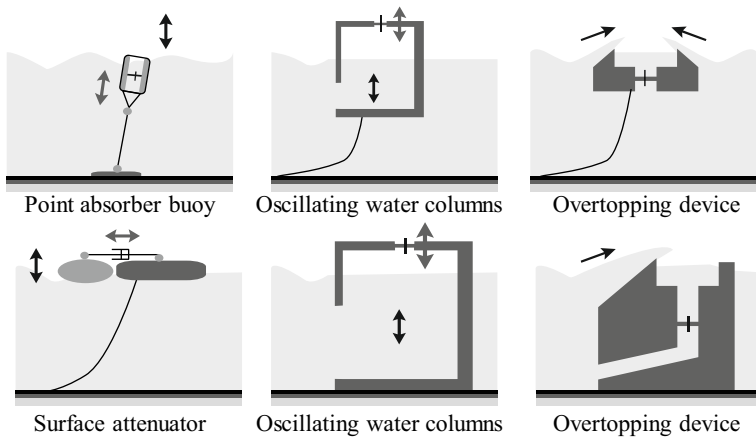 Point absorber buoy
Oscillating water columns
Overtopping device
Surface attenuator
Oscillating water columns
Overtopping device